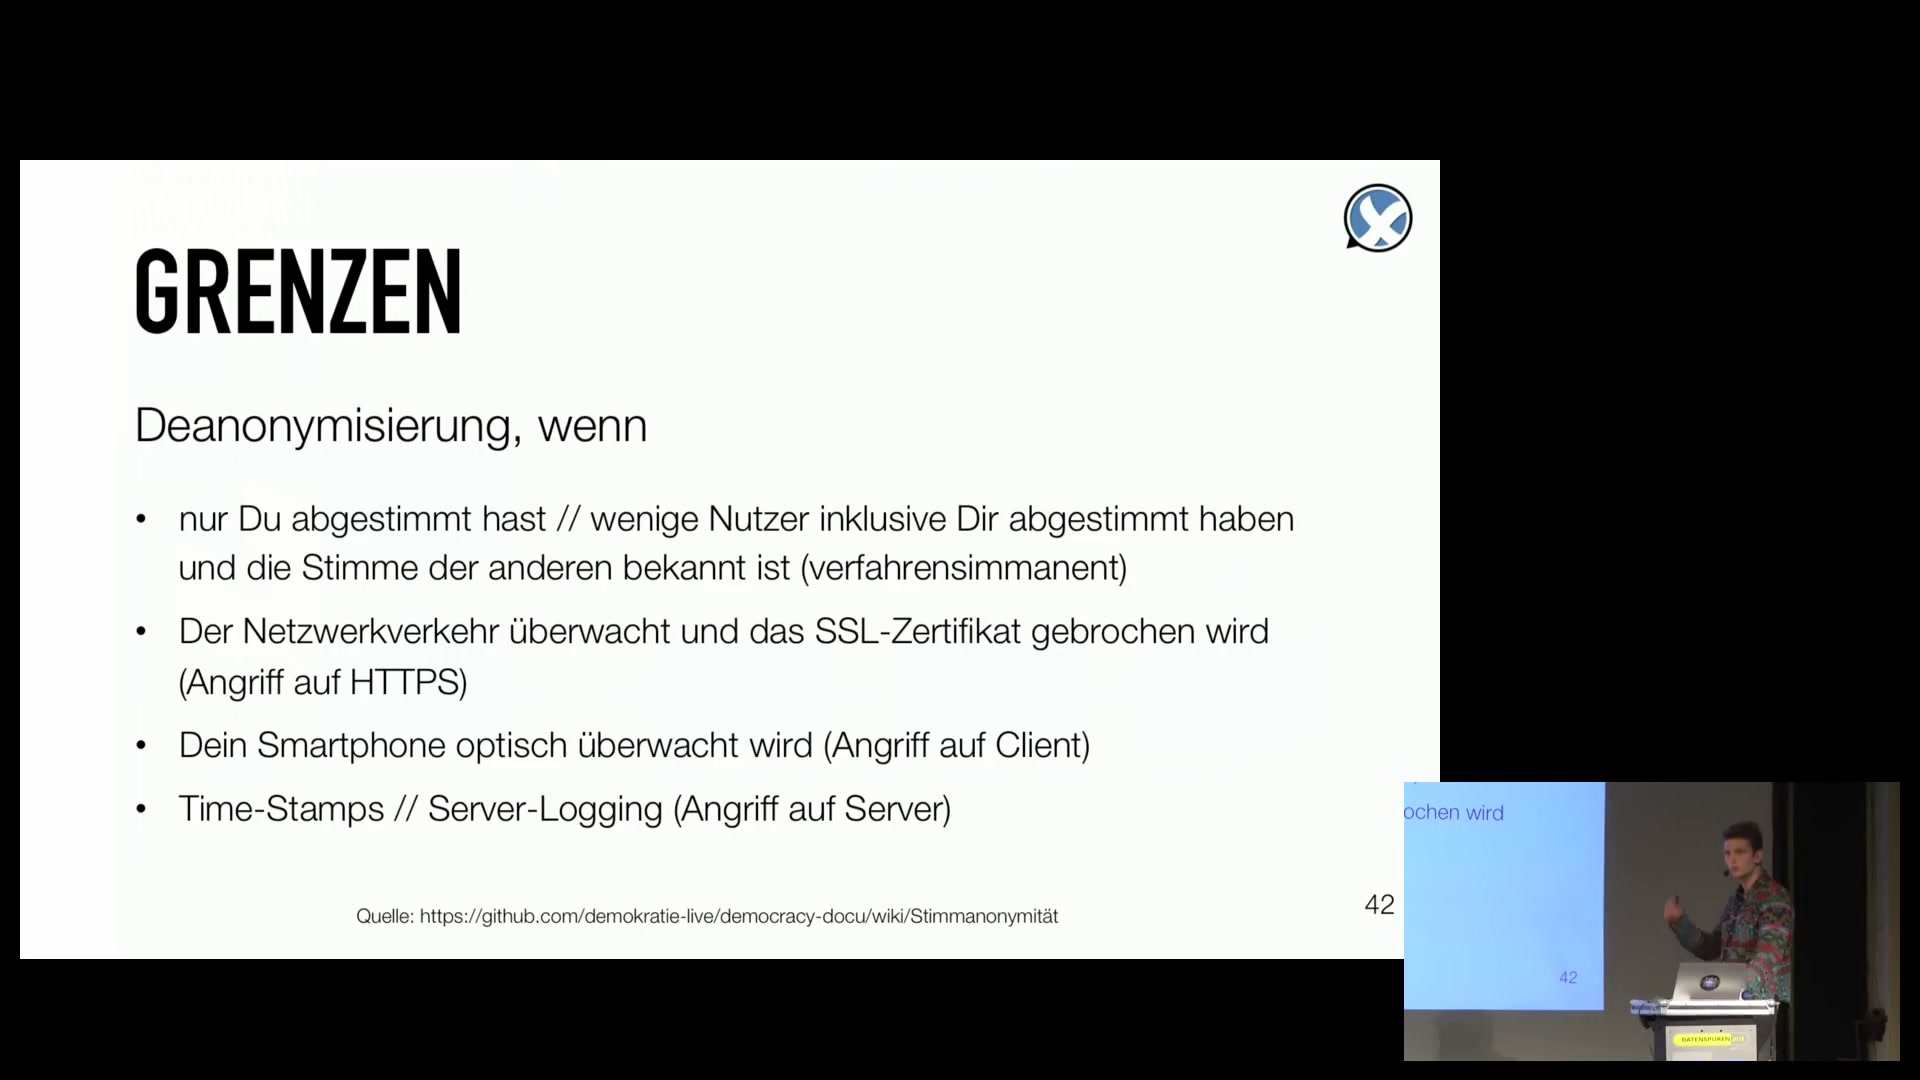 GRENZEN
Deanonymisierung, wenn
• nur Du abgestimmt hast // wenige Nutzer inklusive Dir abgestimmt haben
und die Stimme der anderen bekannt ist (verfahrensimmanent)
• Der Netzwerkverkehr überwacht und das SSL-Zertifikat gebrochen wird
(Angriff auf HTTPS)
• Dein Smartphone optisch überwacht wird (Angriff auf Client)
• Time-Stamps // Server-Logging (Angriff auf Server)
Quelle: https://github.com/demokratie-live/democracy-docu/wiki/Stimmanonymität
42
ochen wird
42
DATENSPUREN